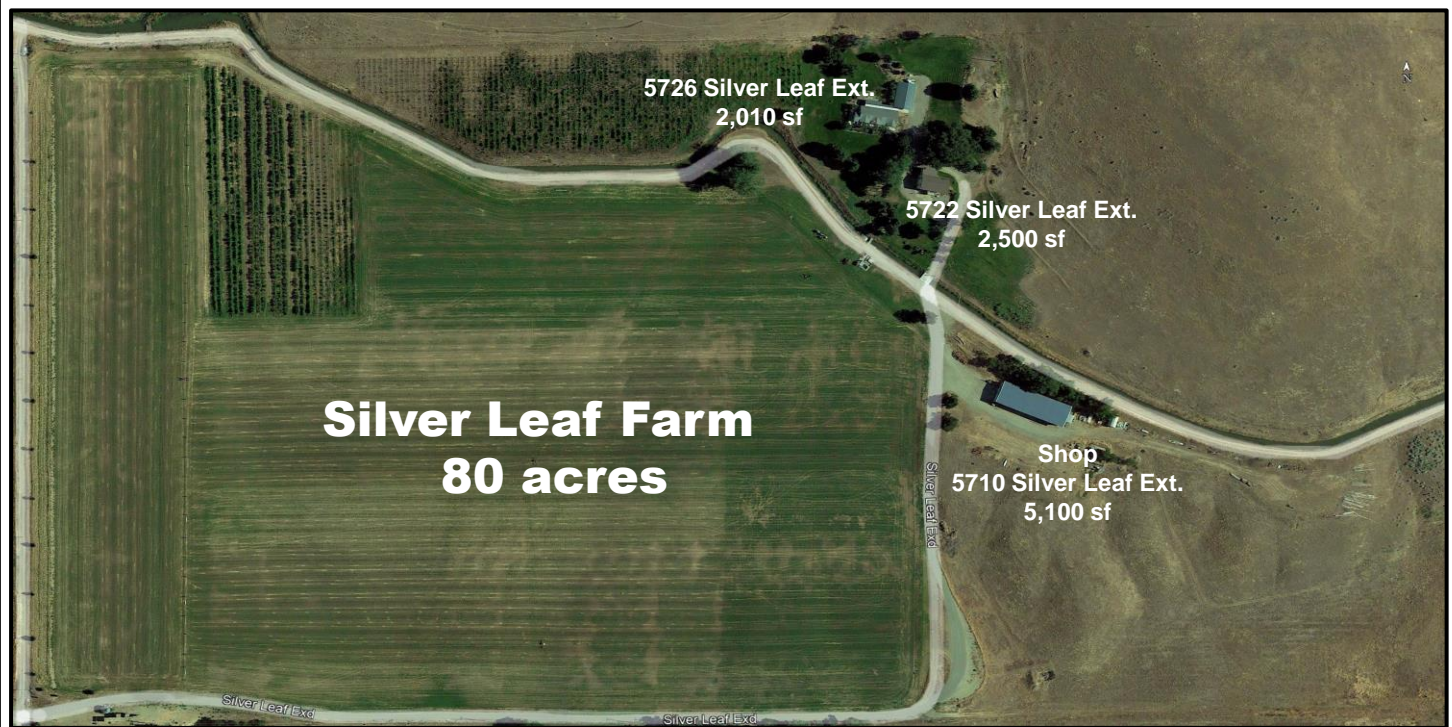 5726 Silver Leaf Ext.
2,010 sf
5722 Silver Leaf Ext.
2,500 sf
Silver Leaf Farm
80 acres
Shop
5710 Silver Leaf Ext.
5,100 sf
Silver Leaf Exd
Silver Leaf Exd
Silver Leaf Exd